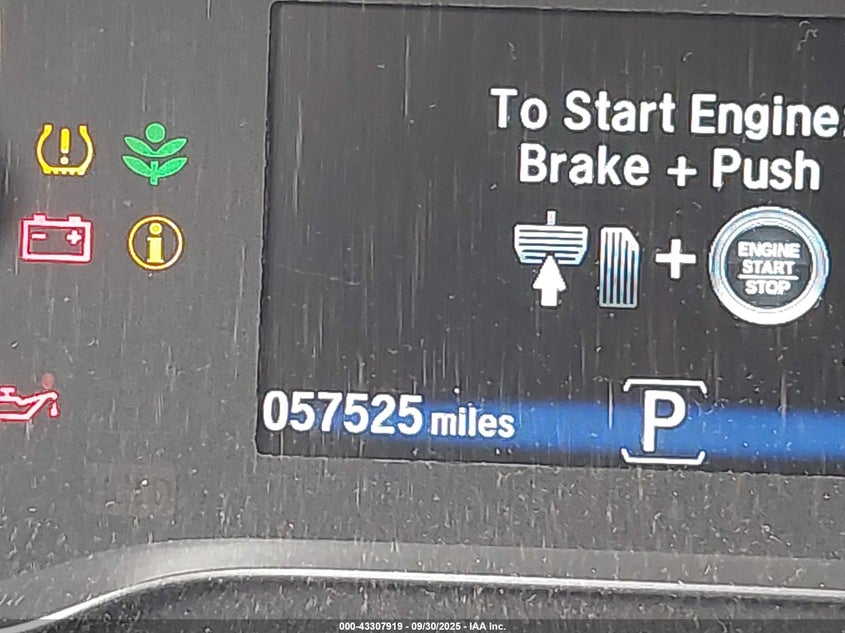 To Start Engine:
Brake + Push
+
ENGINE
START
STOP
057525 miles
P
000-43307919 - 09/30/2025 - IAA Inc.